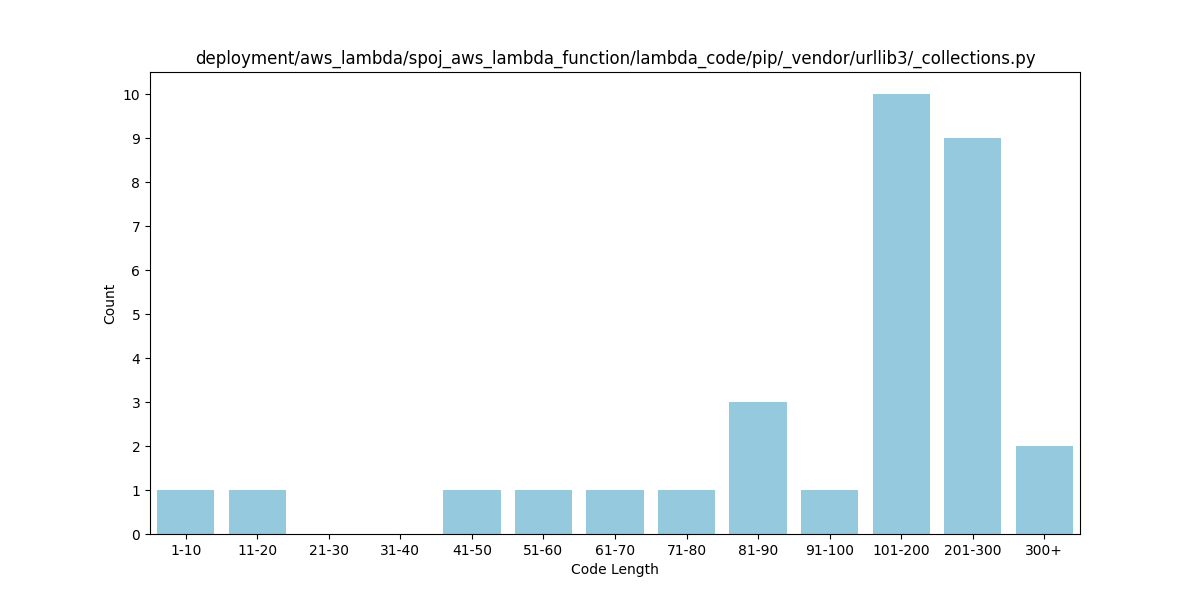 deployment/aws_lambda/spoj_aws_lambda_function/lambda_code/pip/_vendor/urllib3/_collections.py
10
9
8
7
6
5
4
3
2
1
0
Count
1-10 11-20 21-30 31-40 41-50 51-60 61-70 71-80 81-90 91-100 101-200 201-300 300+
Code Length